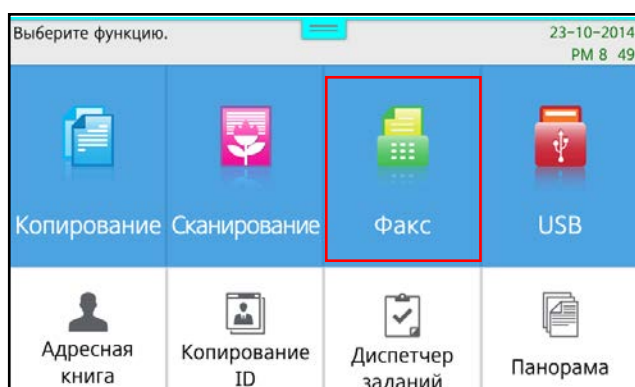 Выберите функцию.
23-10-2014
PM 8 49
Копирование
Сканирование
Факс
USB
Адресная
книга
Копирование
ID
Диспетчер
заданий
Панорама